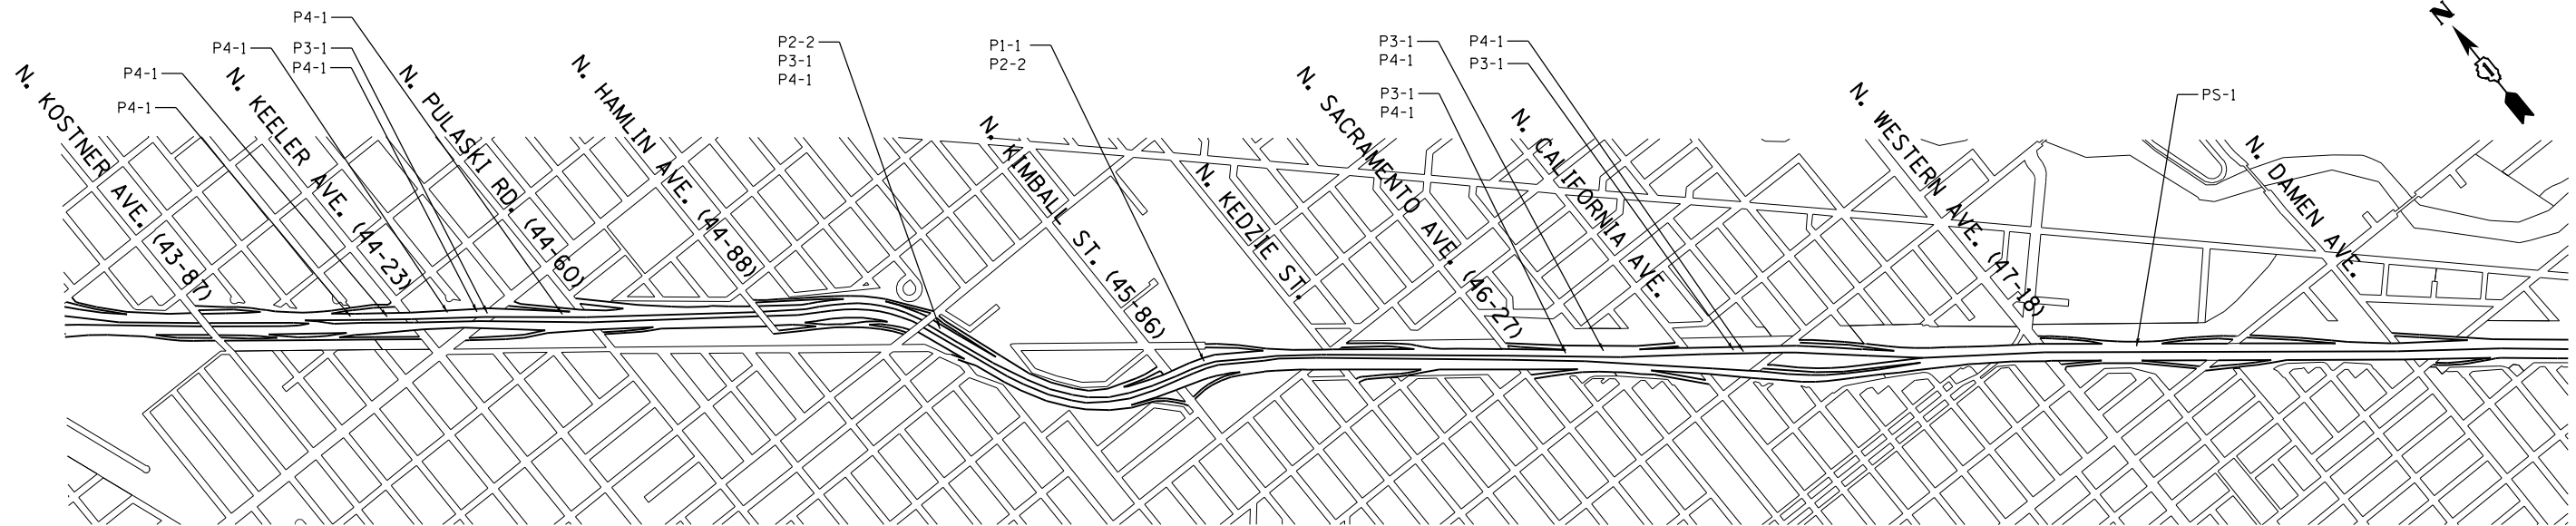 P4-1
P4-1
P3-1
P4-1
P4-1
P4-1
P2-2
P3-1
P4-1
P1-1
P2-2
P3-1
P4-1
P3-1
P4-1
P4-1
P3-1
PS-1
N
N. KOSTNER AVE. (43-87)
N. KEELER AVE. (44-23)
N. PULASKI RD. (44-60)
N. HAMLIN AVE. (44-88)
N. KIMBALL ST. (45-86)
N. KEDZIE ST.
N. SACRAMENTO AVE. (46-27)
N. CALIFORNIA AVE.
N. WESTERN AVE. (47-18)
N. DAMEN AVE.